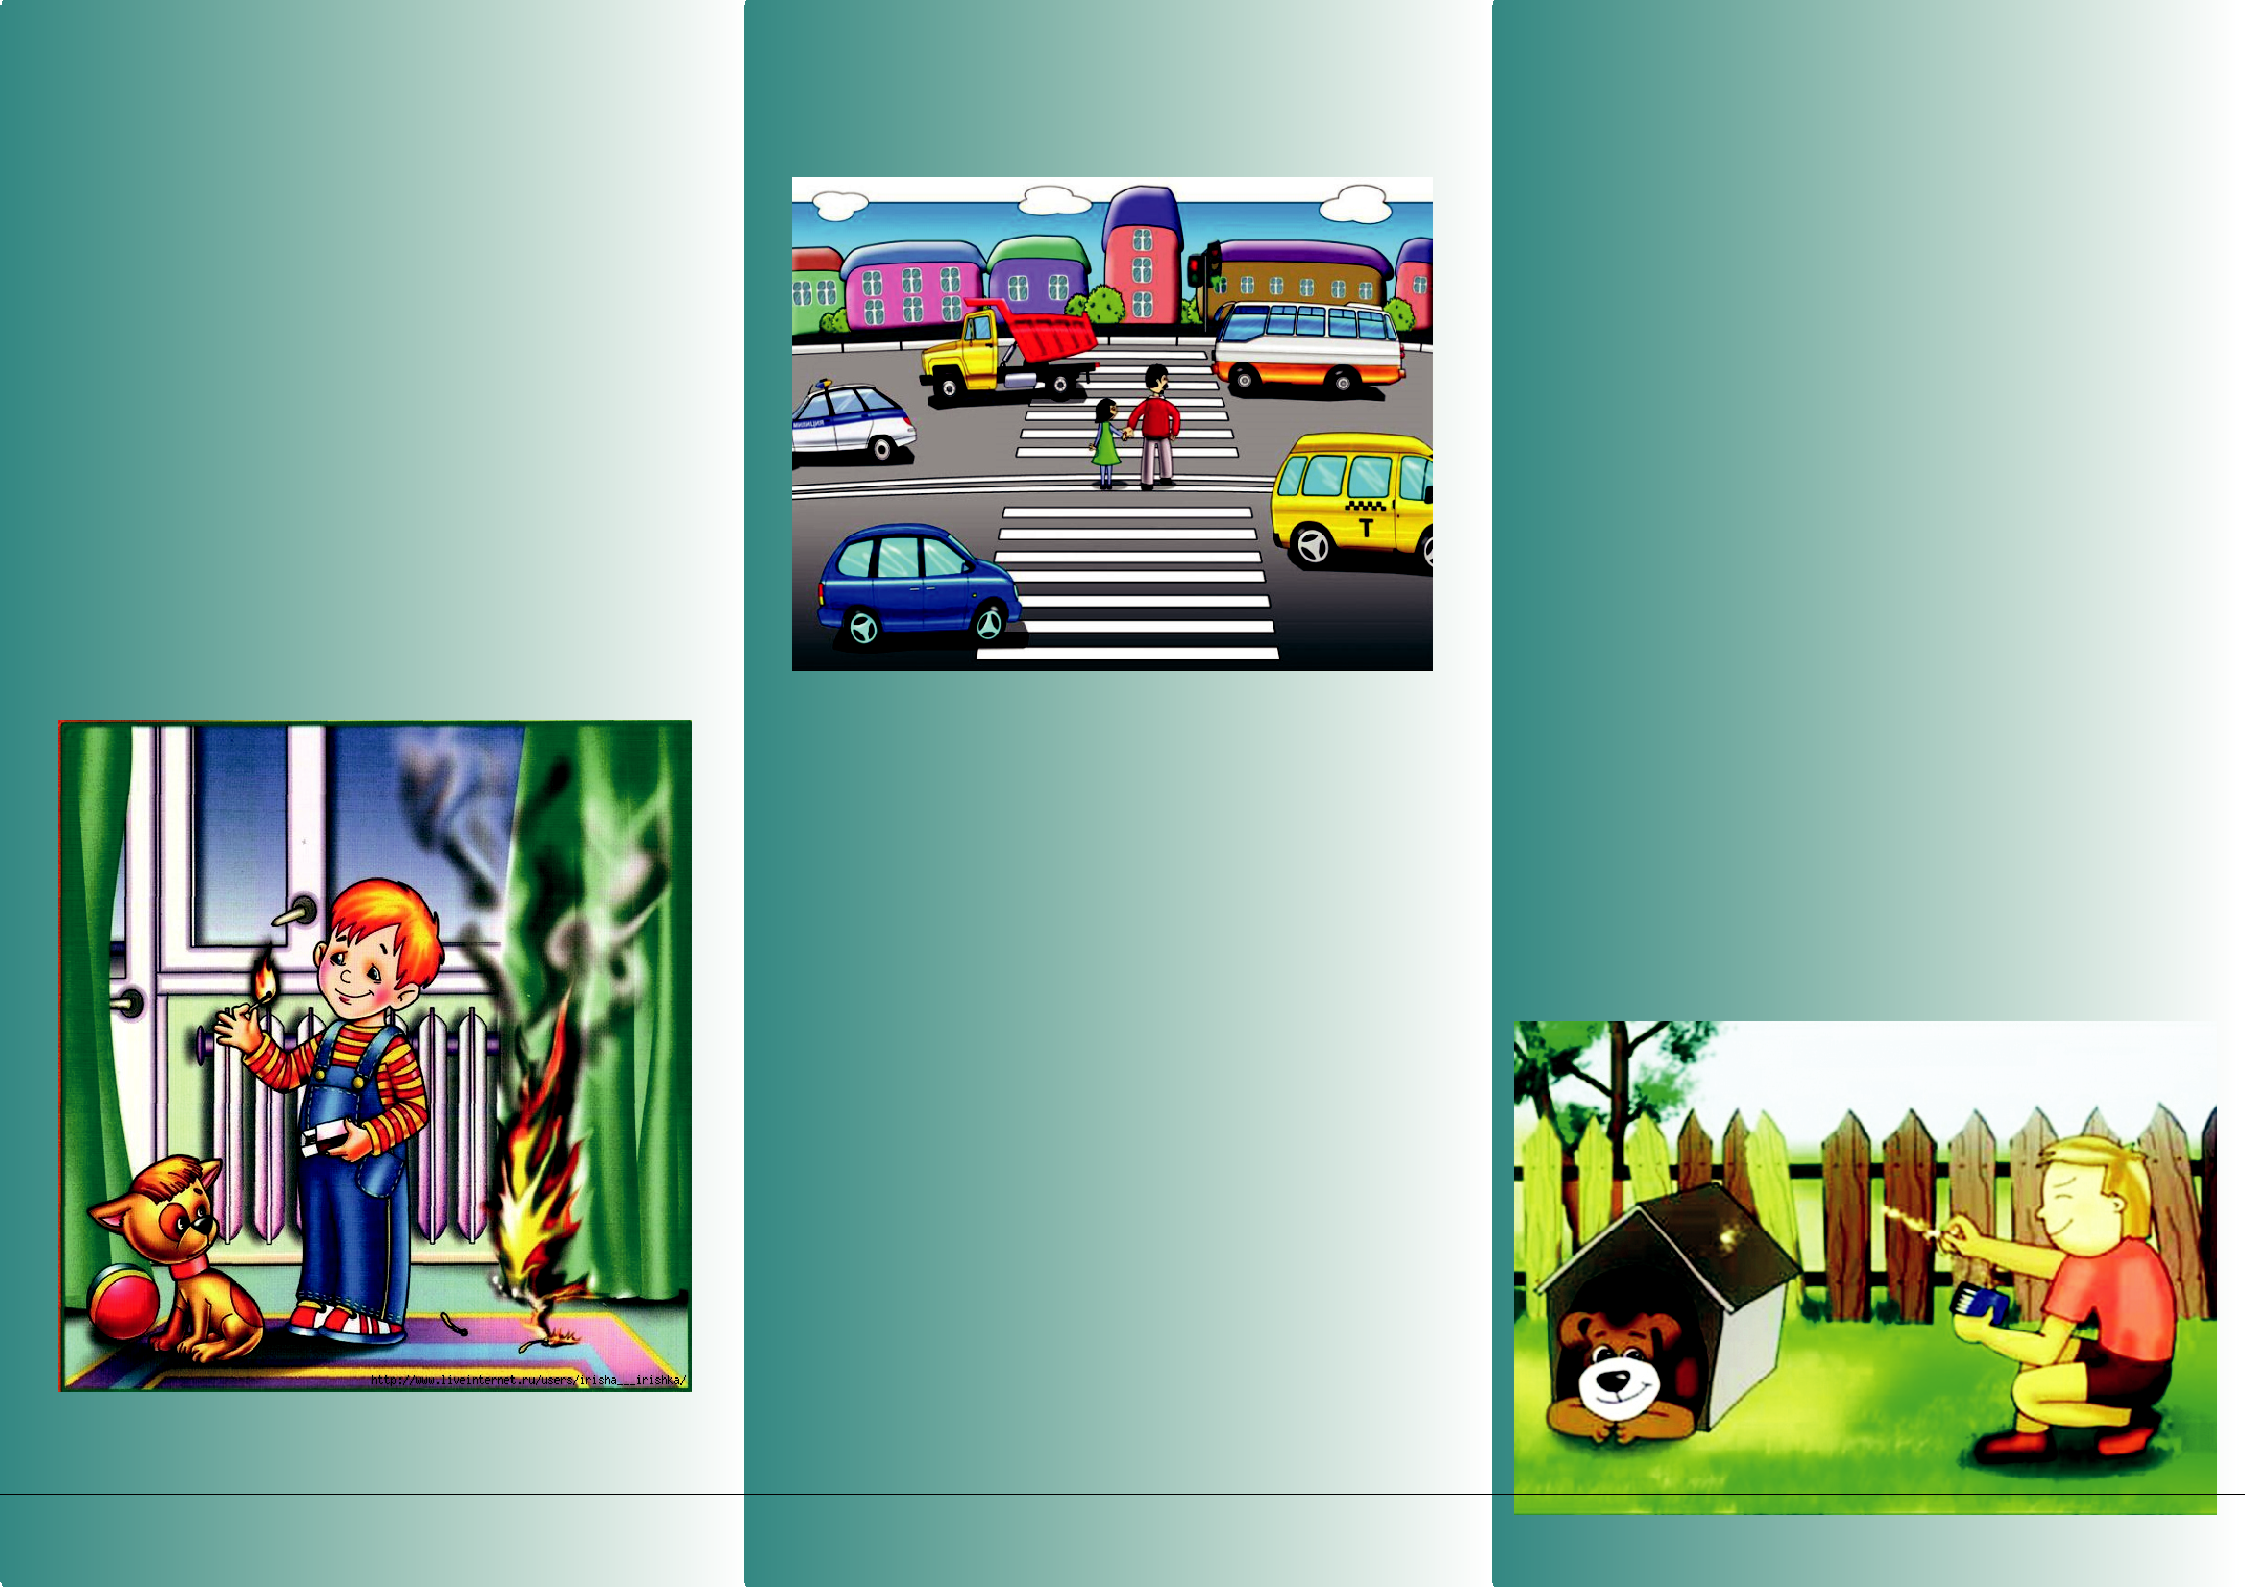 МИЛИЦИЯ
Т
http://www.liveinternet.ru/users/irisha___irishka/